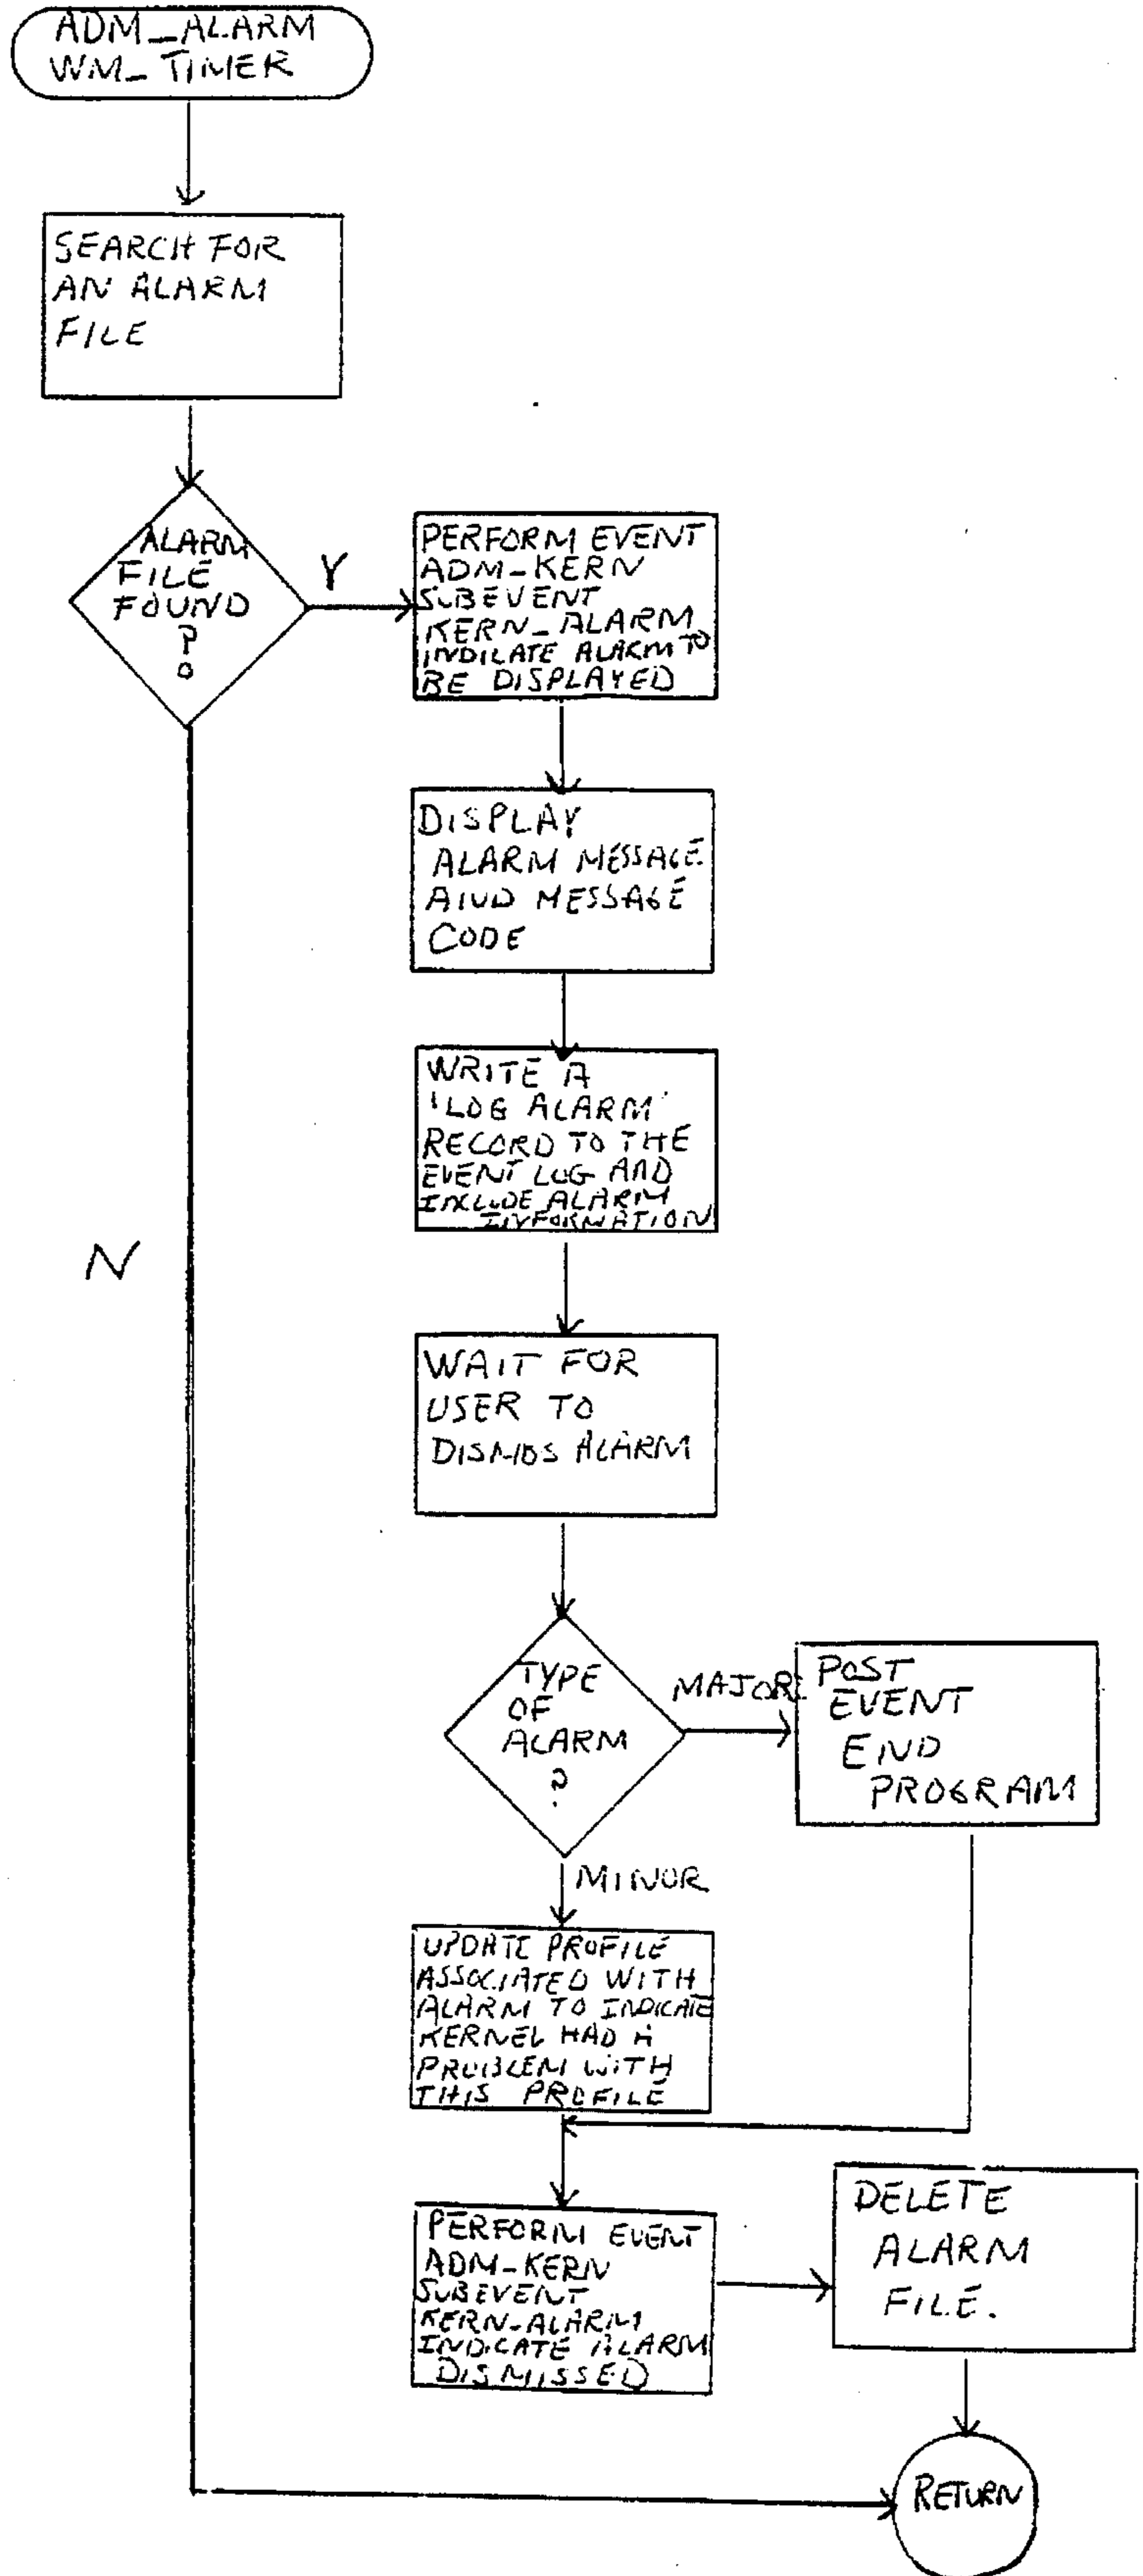 ADM_ALARM
WM_TIMER
SEARCH FOR
AN ALARM
FILE
ALARM
FILE
FOUND
?
Y
PERFORM EVENT
ADM-KERN
SUBEVENT
KERN_ALARM
INDICATE ALARM TO
BE DISPLAYED
DISPLAY
ALARM MESSAGE
AND MESSAGE
CODE
WRITE A
'LOG ALARM'
RECORD TO THE
EVENT LOG AND
INCLUDE ALARM
INFORMATION
N
WAIT FOR
USER TO
DISMISS ALARM
TYPE
OF
ALARM
?
MAJOR
POST
EVENT
END
PROGRAM
MINOR
UPDATE PROFILE
ASSOCIATED WITH
ALARM TO INDICATE
KERNEL HAD A
PROBLEM WITH
THIS PROFILE
PERFORM EVENT
ADM-KERN
SUBEVENT
KERN-ALARM
INDICATE ALARM
DISMISSED
DELETE
ALARM
FILE.
RETURN